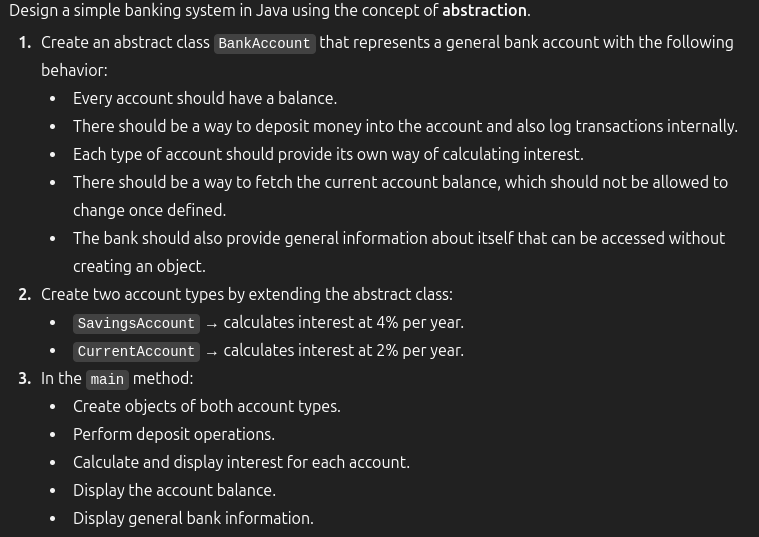 Design a simple banking system in Java using the concept of abstraction.
1. Create an abstract class BankAccount that represents a general bank account with the following
behavior:
• Every account should have a balance.
• There should be a way to deposit money into the account and also log transactions internally.
• Each type of account should provide its own way of calculating interest.
• There should be a way to fetch the current account balance, which should not be allowed to
change once defined.
• The bank should also provide general information about itself that can be accessed without
creating an object.
2. Create two account types by extending the abstract class:
• SavingsAccount → calculates interest at 4% per year.
• CurrentAccount → calculates interest at 2% per year.
3. In the main method:
• Create objects of both account types.
• Perform deposit operations.
• Calculate and display interest for each account.
• Display the account balance.
• Display general bank information.